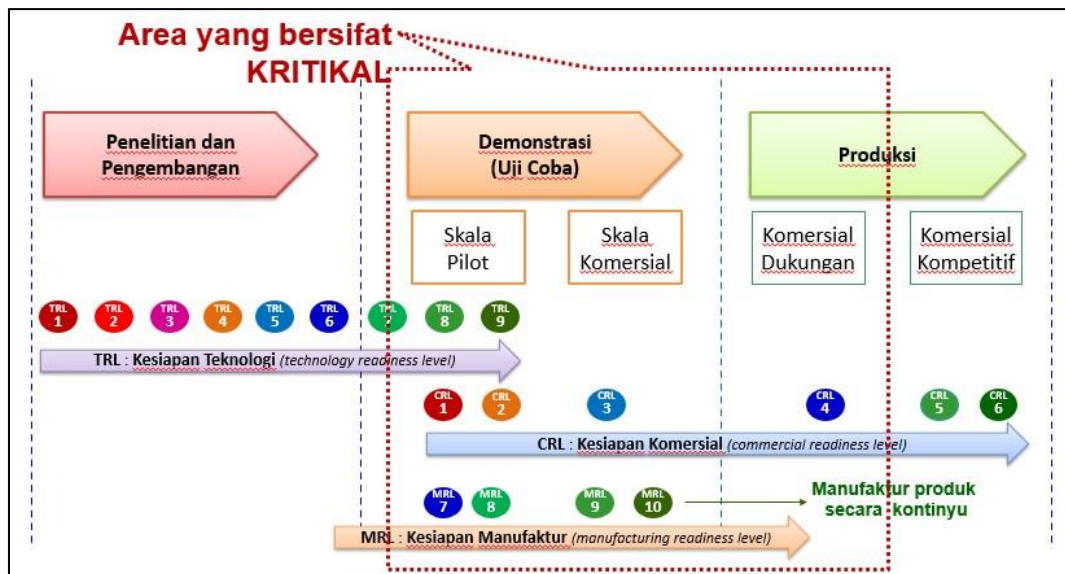 Area yang bersifat
KRITIKAL
Penelitian dan
Pengembangan
Demonstrasi
(Uji Coba)
Produksi
Skala
Pilot
Skala
Komersial
Komersial
Dukungan
Komersial
Kompetitif
TRL 1
TRL 2
TRL 3
TRL 4
TRL 5
TRL 6
TRL 7
TRL 8
TRL 9
TRL : Kesiapan Teknologi (technology readiness level)
CRL 1
CRL 2
CRL 3
CRL 4
CRL 5
CRL 6
CRL : Kesiapan Komersial (commercial readiness level)
MRL 7
MRL 8
MRL 9
MRL 10
Manufaktur produk
secara kontinyu
MRL : Kesiapan Manufaktur (manufacturing readiness level)